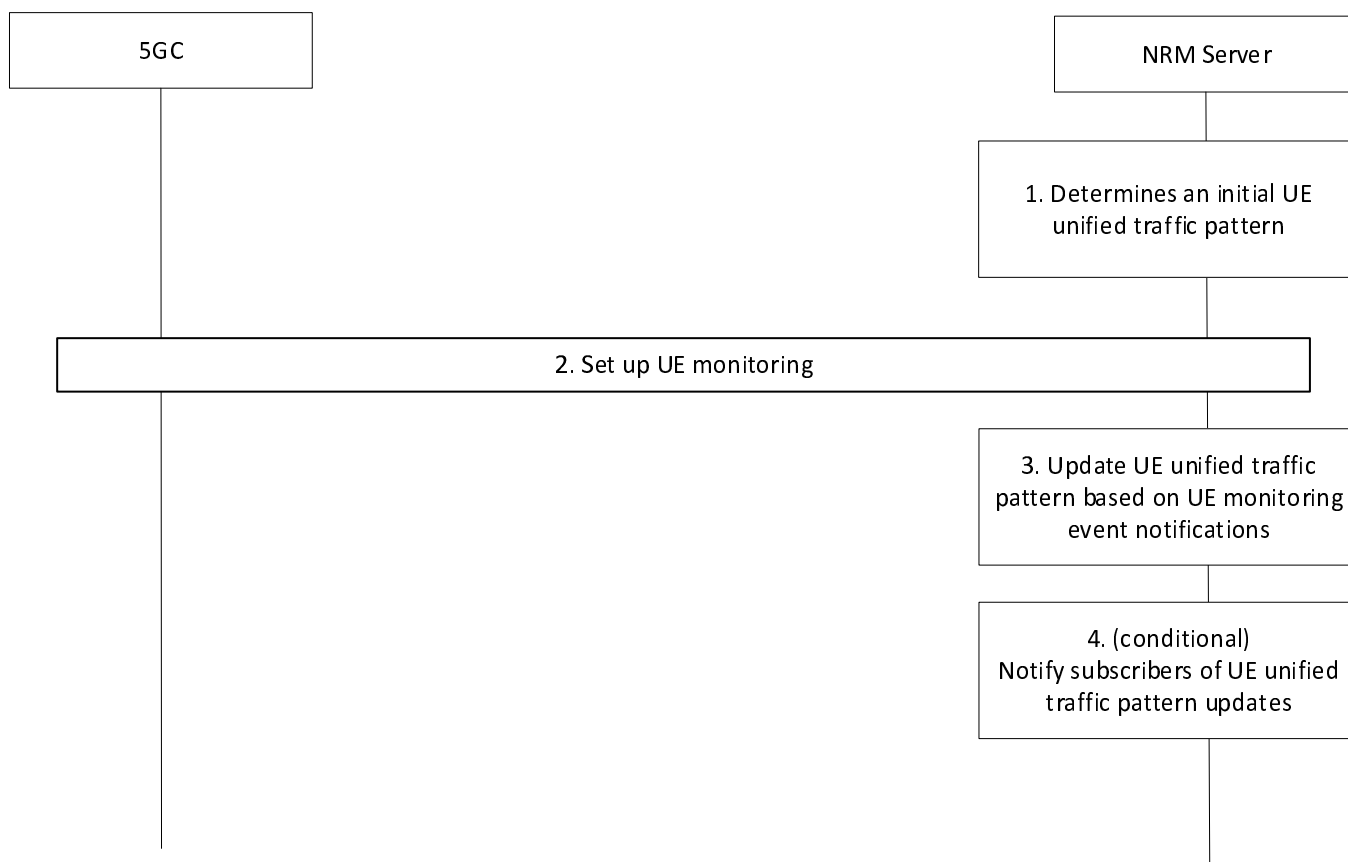 5GC
NRM Server
1. Determines an initial UE
unified traffic pattern
2. Set up UE monitoring
3. Update UE unified traffic
pattern based on UE monitoring
event notifications
4. (conditional)
Notify subscribers of UE unified
traffic pattern updates